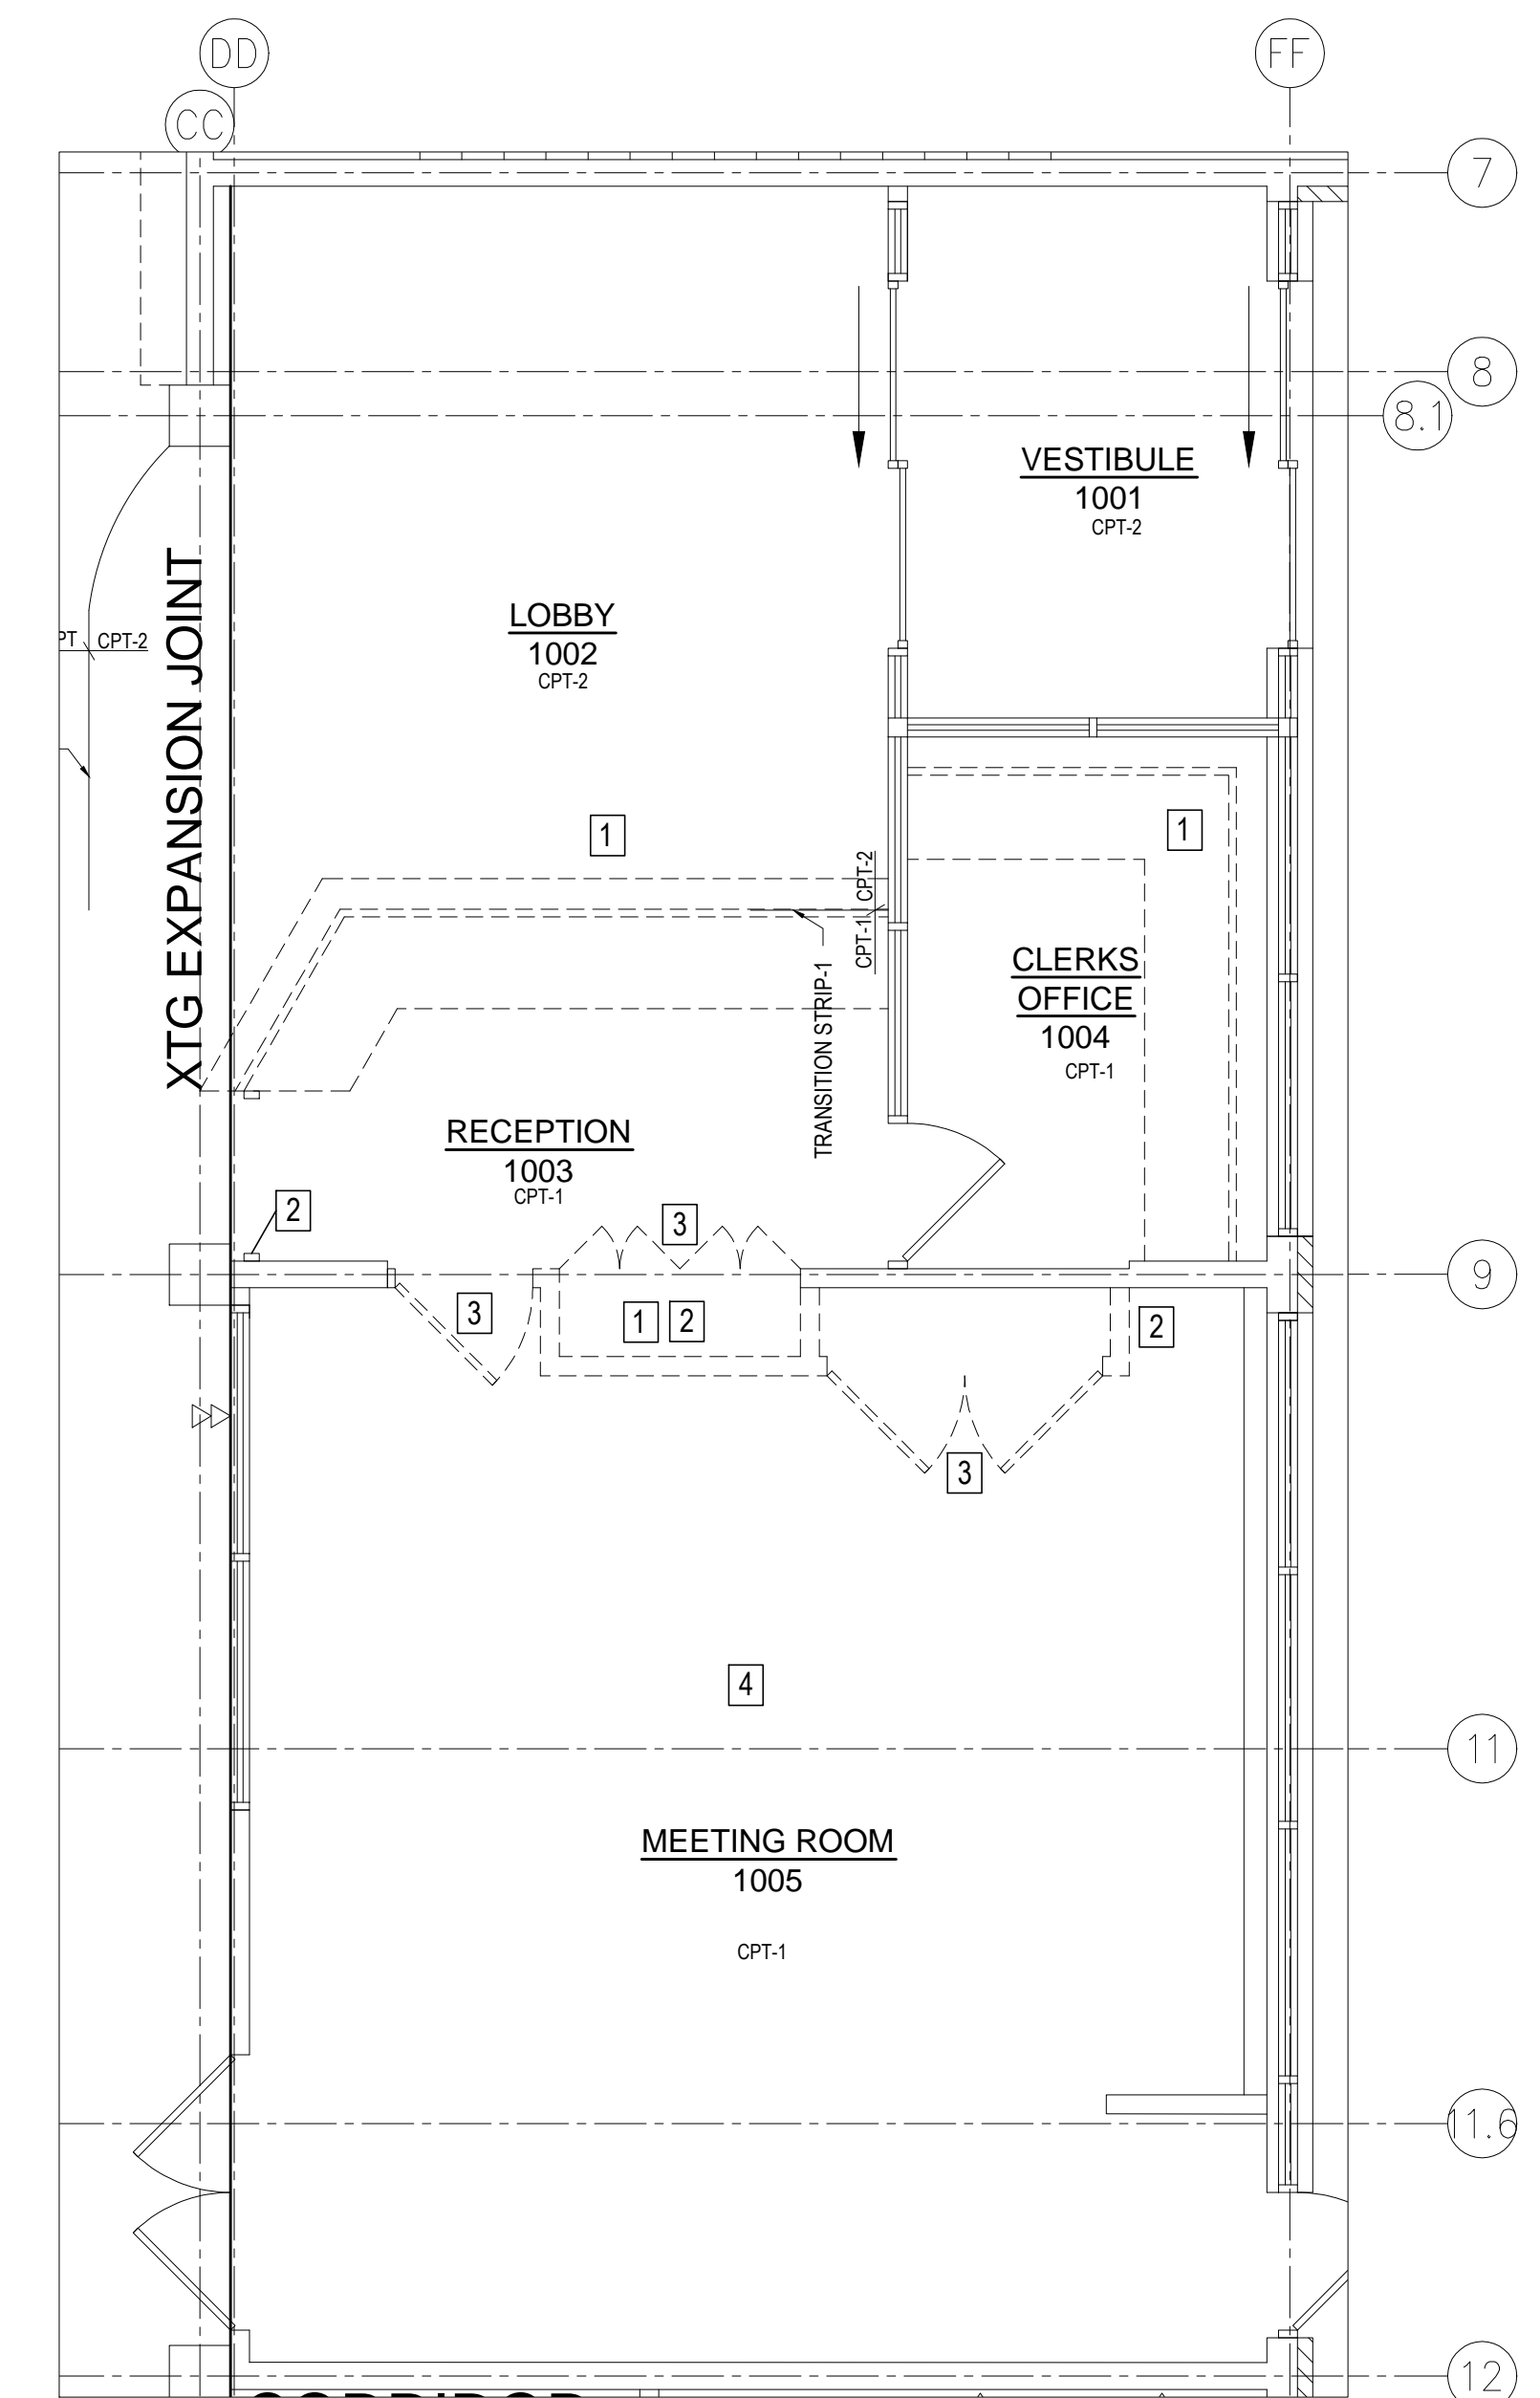 DD
FF
CC
7
8
8.1
VESTIBULE
1001
CPT-2
XTG EXPANSION JOINT
LOBBY
1002
CPT-2
CPT-2
1
1
CPT-1 CPT-2
TRANSITION STRIP-1
CLERKS
OFFICE
1004
CPT-1
RECEPTION
1003
CPT-1
2
3
9
3
1 2
2
3
4
11
MEETING ROOM
1005
CPT-1
11.6
12